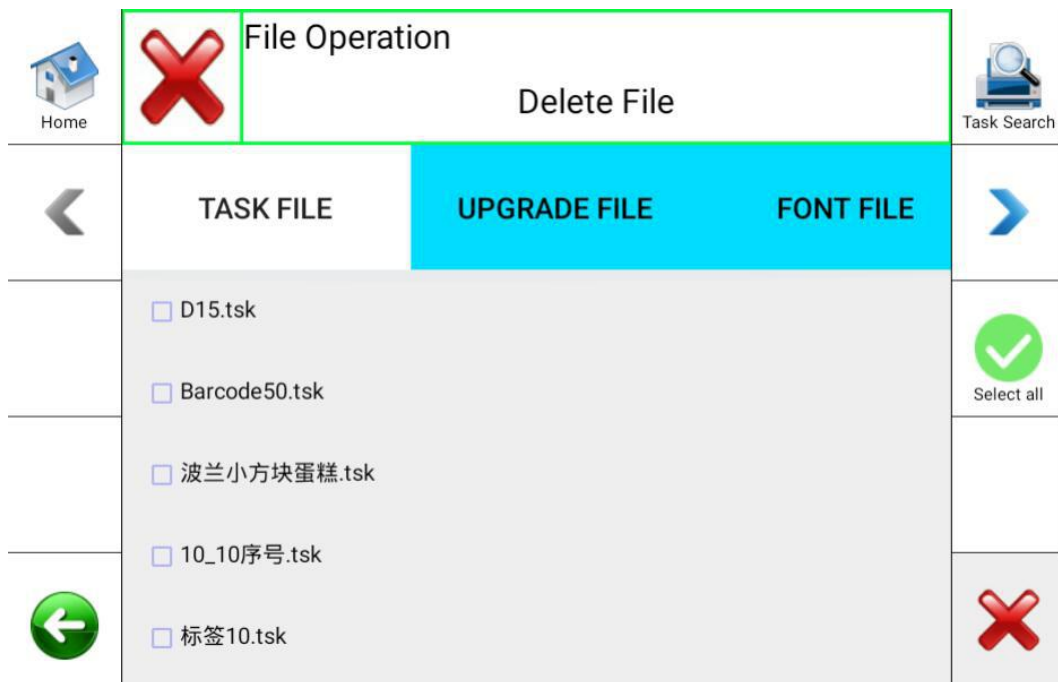 File Operation
Delete File
Home
Task Search
TASK FILE
UPGRADE FILE
FONT FILE
D15.tsk
Barcode50.tsk
Select all
波兰小方块蛋糕.tsk
10_10序号.tsk
标签10.tsk